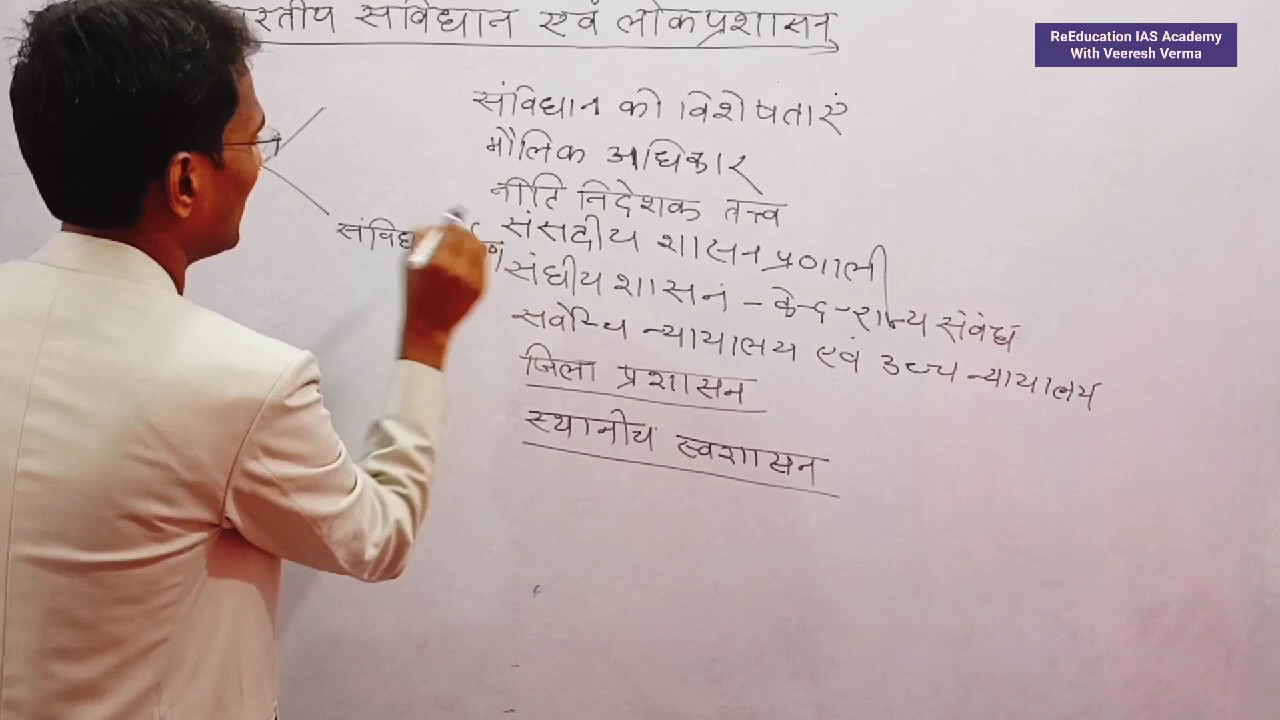 संविधान एवं लोकप्रशासन
ReEducation IAS Academy
With Veeresh Verma
संविधान की विशेषताएं
मौलिक अधिकार
नीति निदेशक तत्त्व
संसदीय शासन प्रणाली
संघीय शासन - केन्द्र - राज्य संबंध
सर्वोच्च न्यायालय एवं उच्च न्यायालय
जिला प्रशासन
स्थानीय स्वशासन